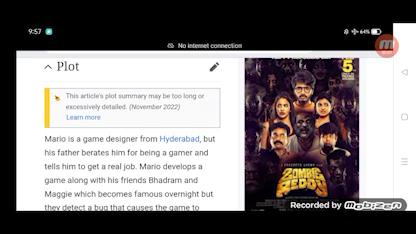 9:57
64%
No internet connection
Plot
This article's plot summary may be too long or
excessively detailed. (November 2022)
Learn more
Mario is a game designer from Hyderabad, but
his father berates him for being a gamer and
tells him to get a real job. Mario develops a
game along with his friends Bhadram and
Maggie which becomes famous overnight but
they detect a bug that causes the game to
5
ZOMBIE
REDDY
Recorded by MOBIZEN